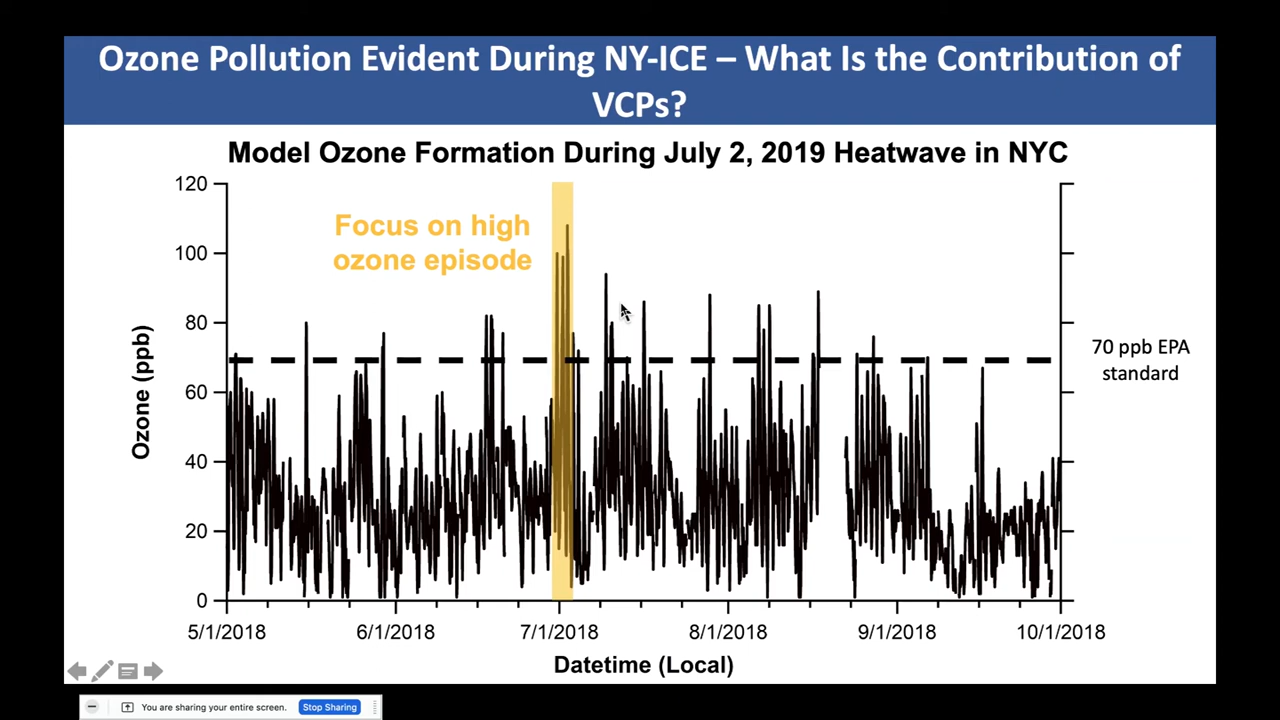 Ozone Pollution Evident During NY-ICE – What Is the Contribution of
VCPs?
Model Ozone Formation During July 2, 2019 Heatwave in NYC
120
100
80
60
40
20
0
Ozone (ppb)
Focus on high
ozone episode
70 ppb EPA
standard
5/1/2018 6/1/2018 7/1/2018 8/1/2018 9/1/2018 10/1/2018
Datetime (Local)
You are sharing your entire screen. Stop Sharing